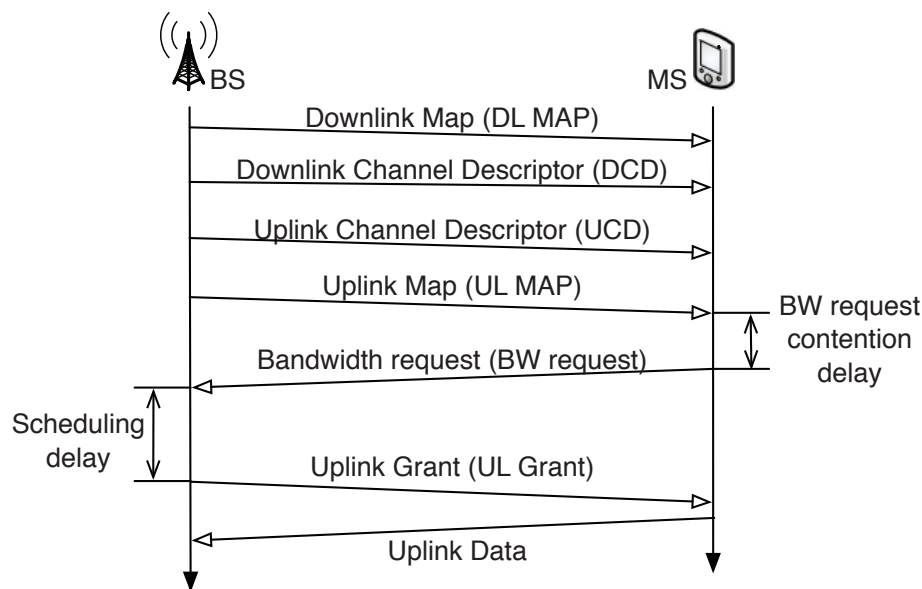 BS
MS
Downlink Map (DL MAP)
Downlink Channel Descriptor (DCD)
Uplink Channel Descriptor (UCD)
Uplink Map (UL MAP)
BW request
contention
delay
Bandwidth request (BW request)
Scheduling
delay
Uplink Grant (UL Grant)
Uplink Data